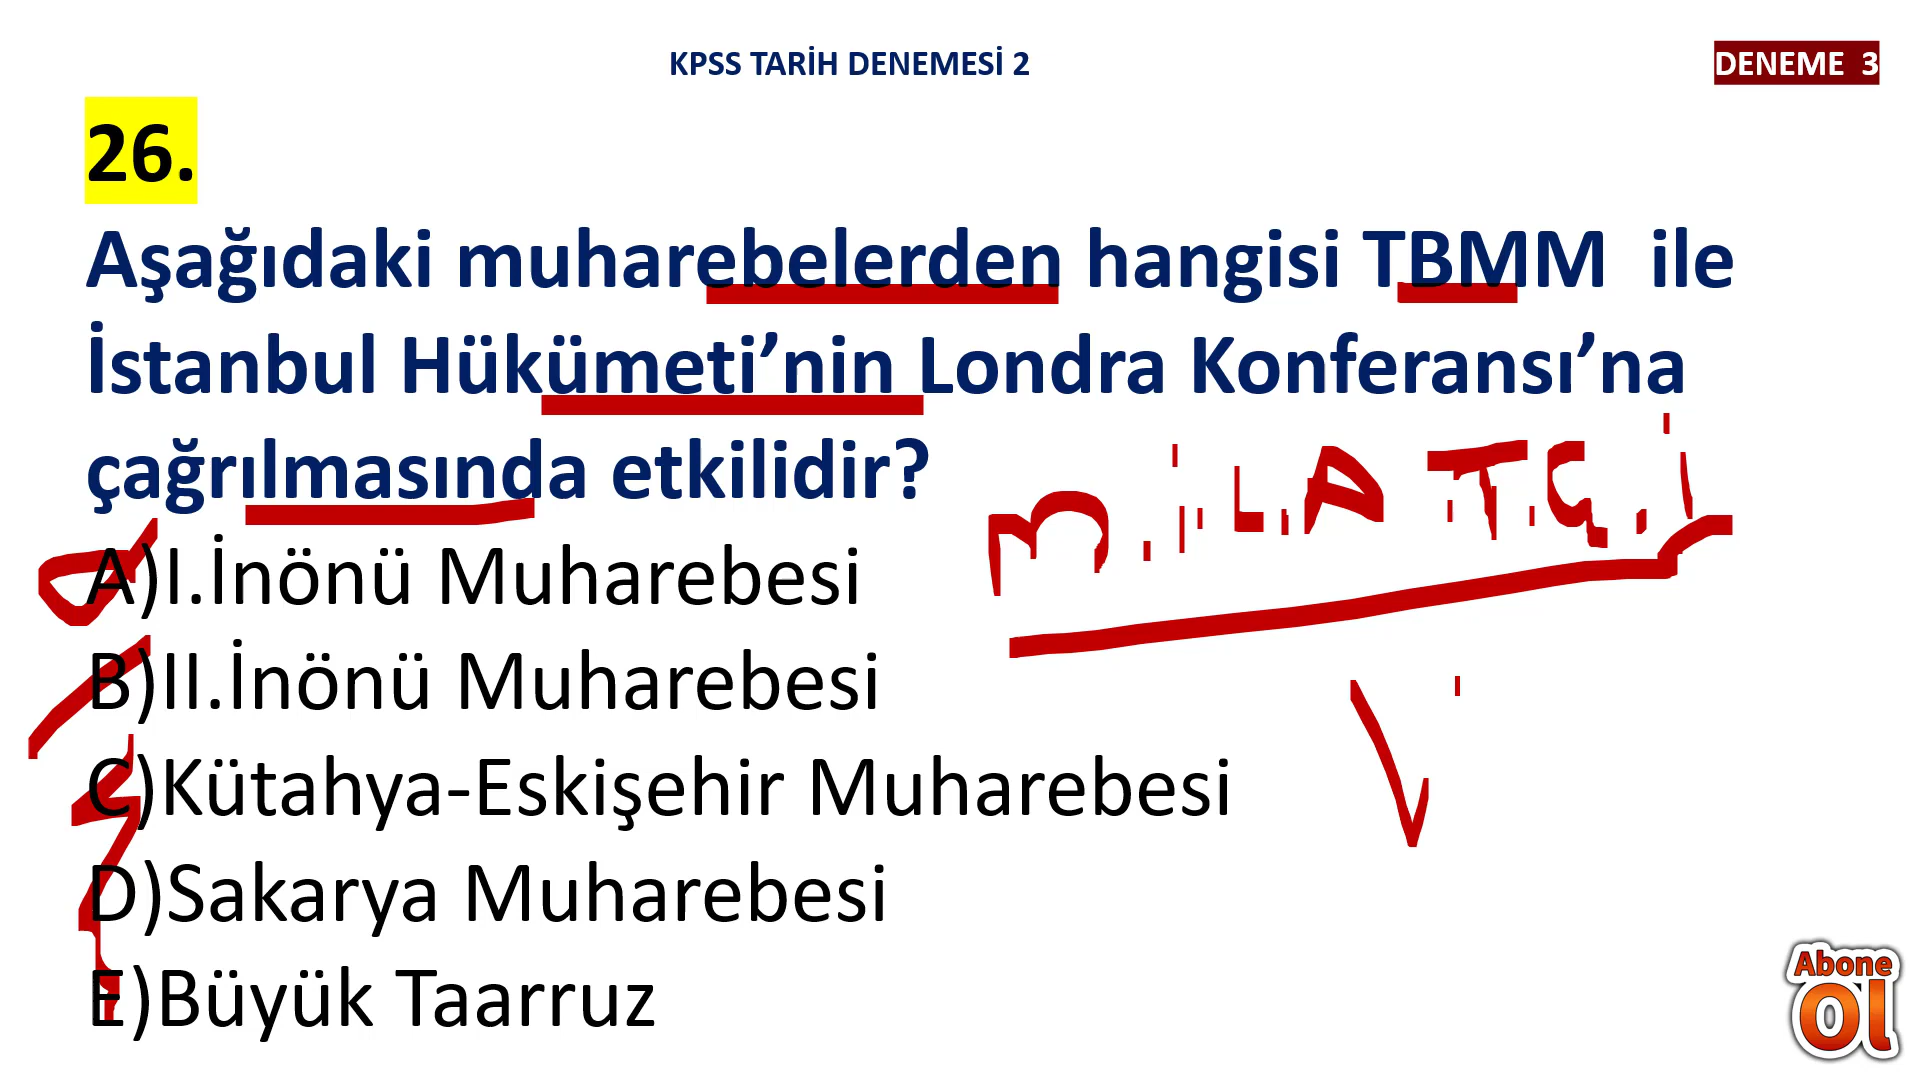 KPSS TARİH DENEMESİ 2
DENEME 3
26.
Aşağıdaki muharebelerden hangisi TBMM ile
İstanbul Hükümeti’nin Londra Konferansı’na
çağrılmasında etkilidir?
A)I.İnönü Muharebesi
B)II.İnönü Muharebesi
C)Kütahya-Eskişehir Muharebesi
D)Sakarya Muharebesi
E)Büyük Taarruz
Abone
Ol